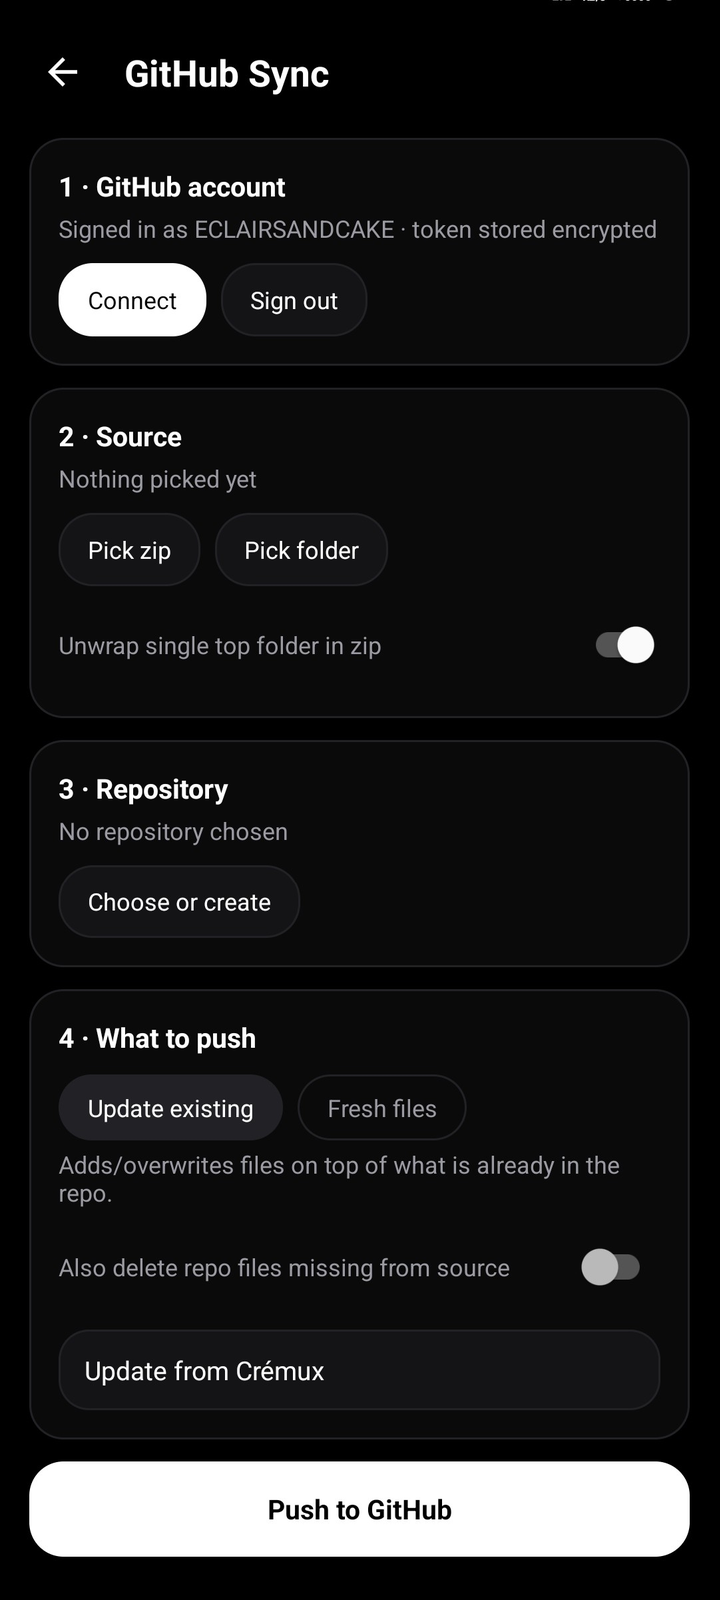 GitHub Sync
1 · GitHub account
Signed in as ECLAIRSANDCAKE · token stored encrypted
Connect
Sign out
2 · Source
Nothing picked yet
Pick zip
Pick folder
Unwrap single top folder in zip
3 · Repository
No repository chosen
Choose or create
4 · What to push
Update existing
Fresh files
Adds/overwrites files on top of what is already in the
repo.
Also delete repo files missing from source
Update from Crémux
Push to GitHub